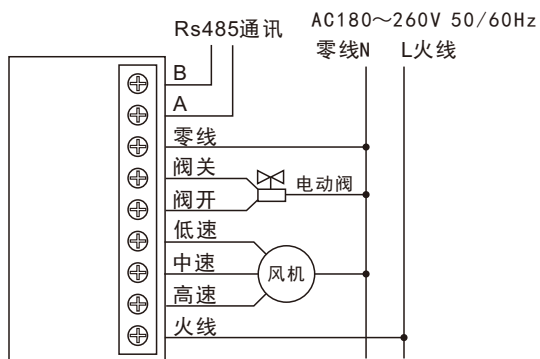 Rs485通讯
AC180～260V 50/60Hz
零线N
L火线
B
A
零线
阀关
阀开
电动阀
低速
中速
风机
高速
火线